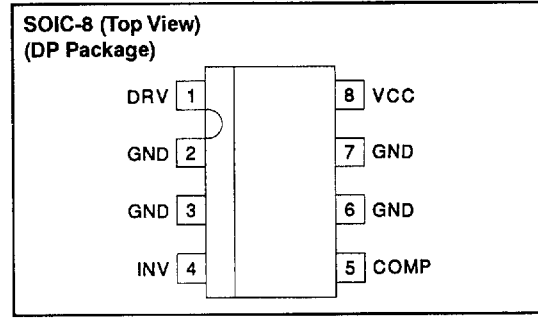 SOIC-8 (Top View)
(DP Package)
DRV 1 8 VCC
GND 2 7 GND
GND 3 6 GND
INV 4 5 COMP